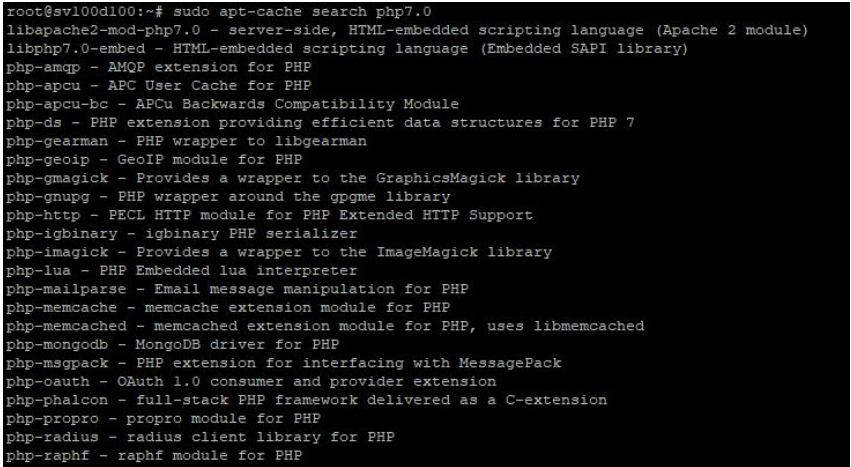 root@sv100d100:~# sudo apt-cache search php7.0
libapache2-mod-php7.0 - server-side, HTML-embedded scripting language (Apache 2 module)
libphp7.0-embed - HTML-embedded scripting language (Embedded SAPI library)
php-amqp - AMQP extension for PHP
php-apcu - APC User Cache for PHP
php-apcu-bc - APCu Backwards Compatibility Module
php-ds - PHP extension providing efficient data structures for PHP 7
php-gearman - PHP wrapper to libgearman
php-geoip - GeoIP module for PHP
php-gmagick - Provides a wrapper to the GraphicsMagick library
php-gnupg - PHP wrapper around the gpgme library
php-http - PECL HTTP module for PHP Extended HTTP Support
php-igbinary - igbinary PHP serializer
php-imagick - Provides a wrapper to the ImageMagick library
php-lua - PHP Embedded lua interpreter
php-mailparse - Email message manipulation for PHP
php-memcache - memcache extension module for PHP
php-memcached - memcached extension module for PHP, uses libmemcached
php-mongodb - MongoDB driver for PHP
php-msgpack - PHP extension for interfacing with MessagePack
php-oauth - OAuth 1.0 consumer and provider extension
php-phalcon - full-stack PHP framework delivered as a C-extension
php-propro - propro module for PHP
php-radius - radius client library for PHP
php-raphf - raphf module for PHP